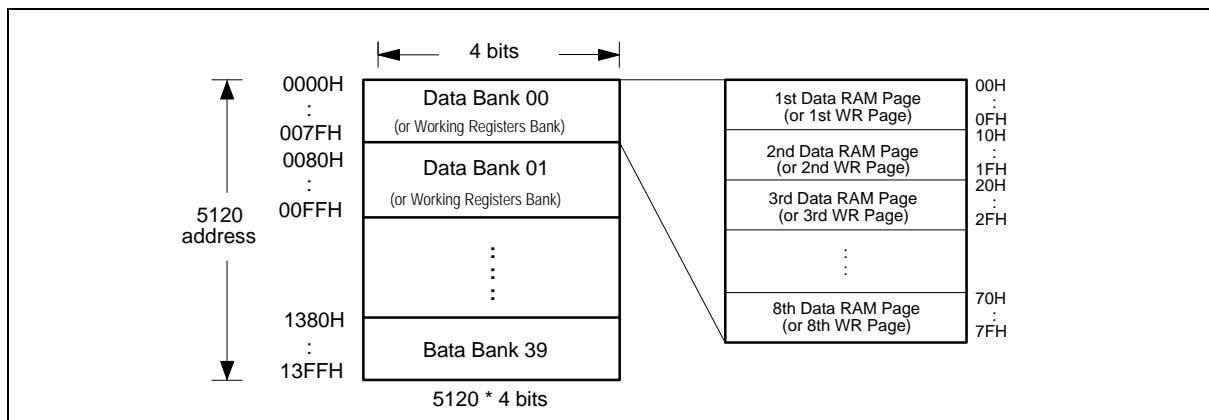 4 bits
0000H
:
007FH
0080H
:
00FFH
1380H
:
13FFH
5120
address
Data Bank 00
(or Working Registers Bank)
Data Bank 01
(or Working Registers Bank)
:
:
Bata Bank 39
5120 * 4 bits
1st Data RAM Page
(or 1st WR Page)
2nd Data RAM Page
(or 2nd WR Page)
3rd Data RAM Page
(or 3rd WR Page)
:
:
8th Data RAM Page
(or 8th WR Page)
00H
:
0FH
10H
:
1FH
20H
:
2FH
70H
:
7FH